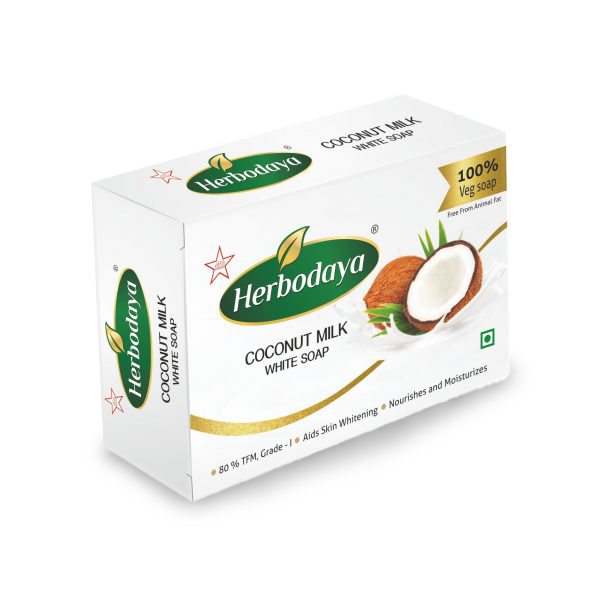 Herbodaya
®
COCONUT MILK
WHITE SOAP
100%
Veg soap
Free From Animal Fat
Herbodaya
®
COCONUT MILK
WHITE SOAP
80 % TFM, Grade - I • Aids Skin Whitening • Nourishes and Moisturizes
Herbodaya
®
COCONUT MILK
WHITE SOAP